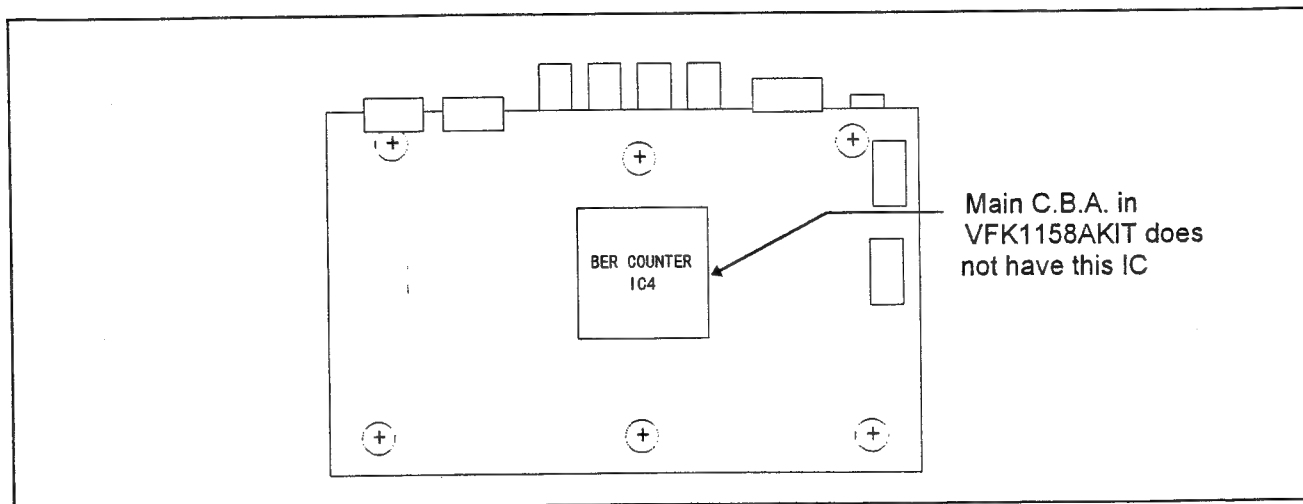 BER COUNTER
IC4
Main C.B.A. in
VFK1158AKIT does
not have this IC